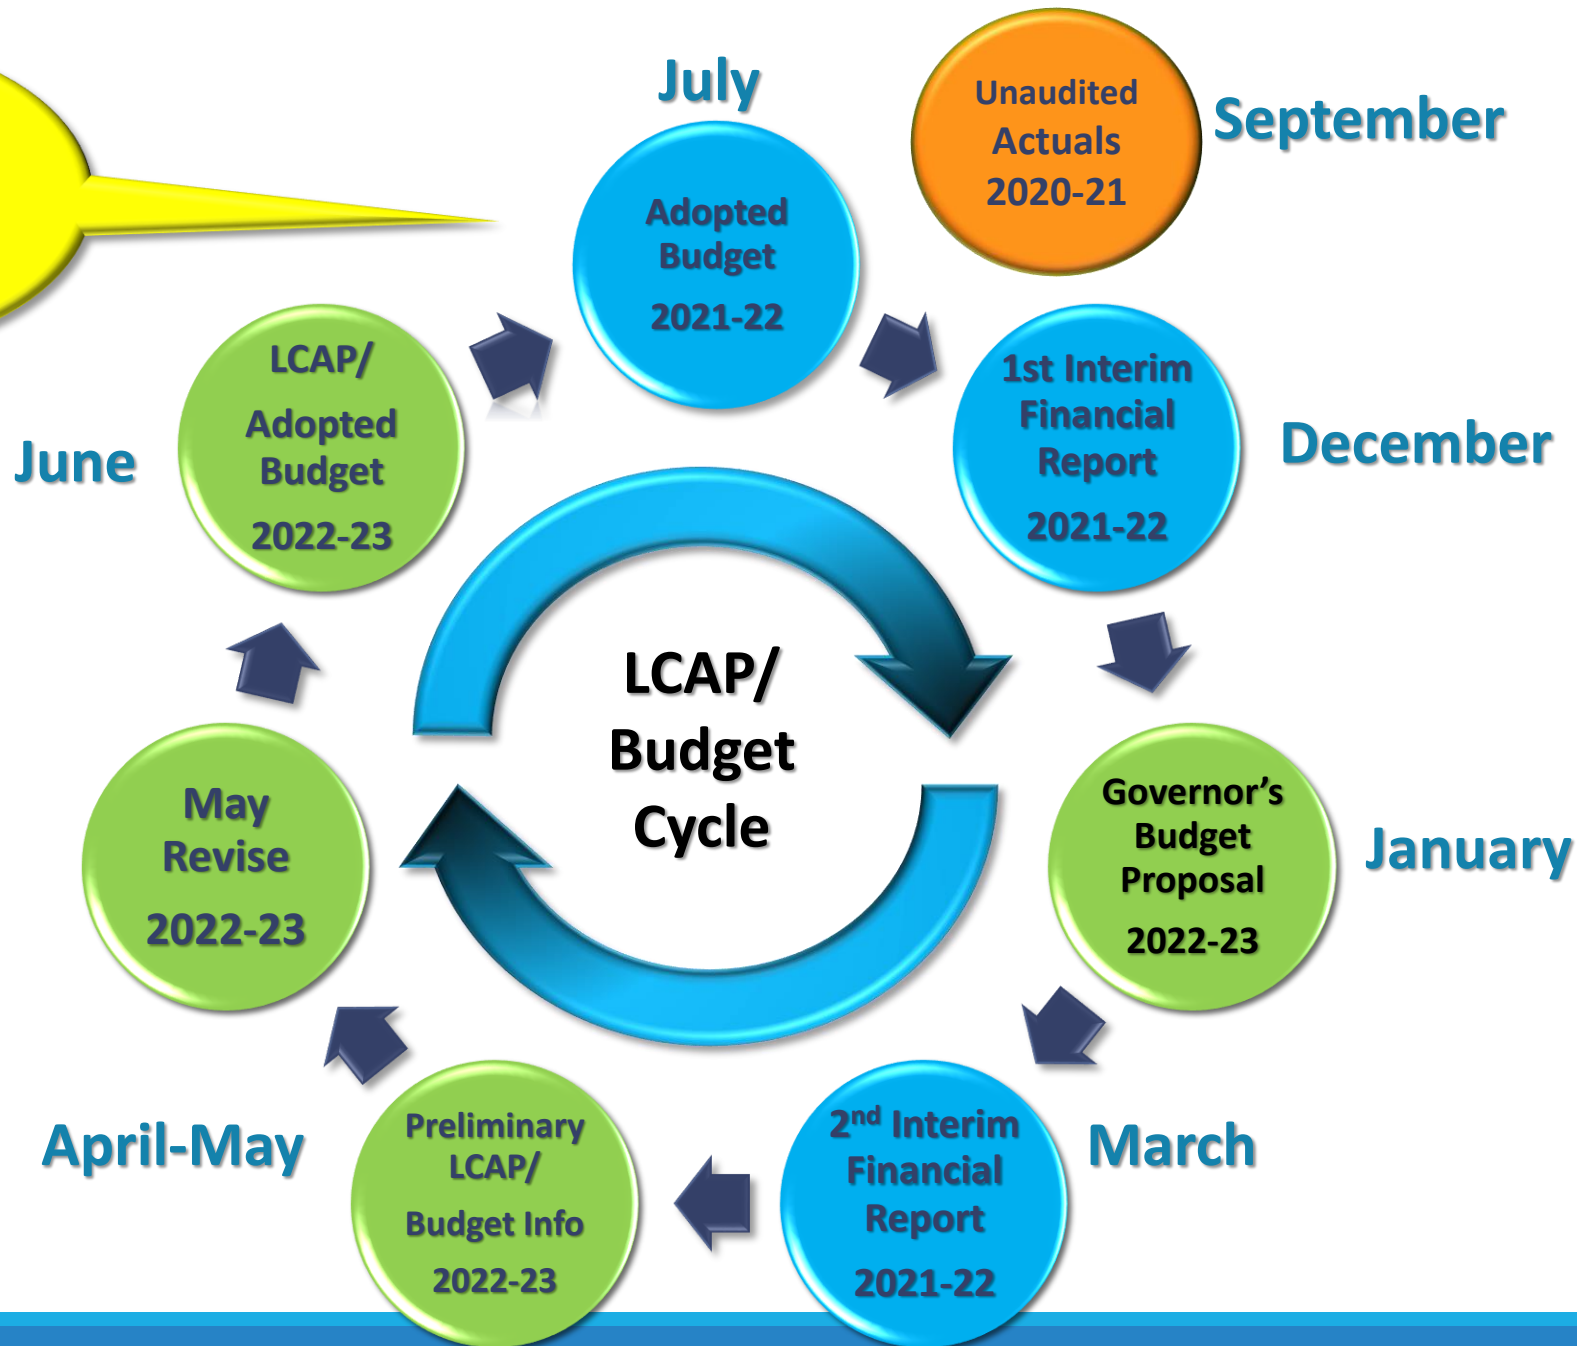 July
Adopted
Budget
2021-22
Unaudited
Actuals
2020-21
September
1st Interim
Financial
Report
2021-22
December
Governor’s
Budget
Proposal
2022-23
January
2nd Interim
Financial
Report
2021-22
March
Preliminary
LCAP/
Budget Info
2022-23
April-May
May
Revise
2022-23
LCAP/
Adopted
Budget
2022-23
June
LCAP/
Budget
Cycle